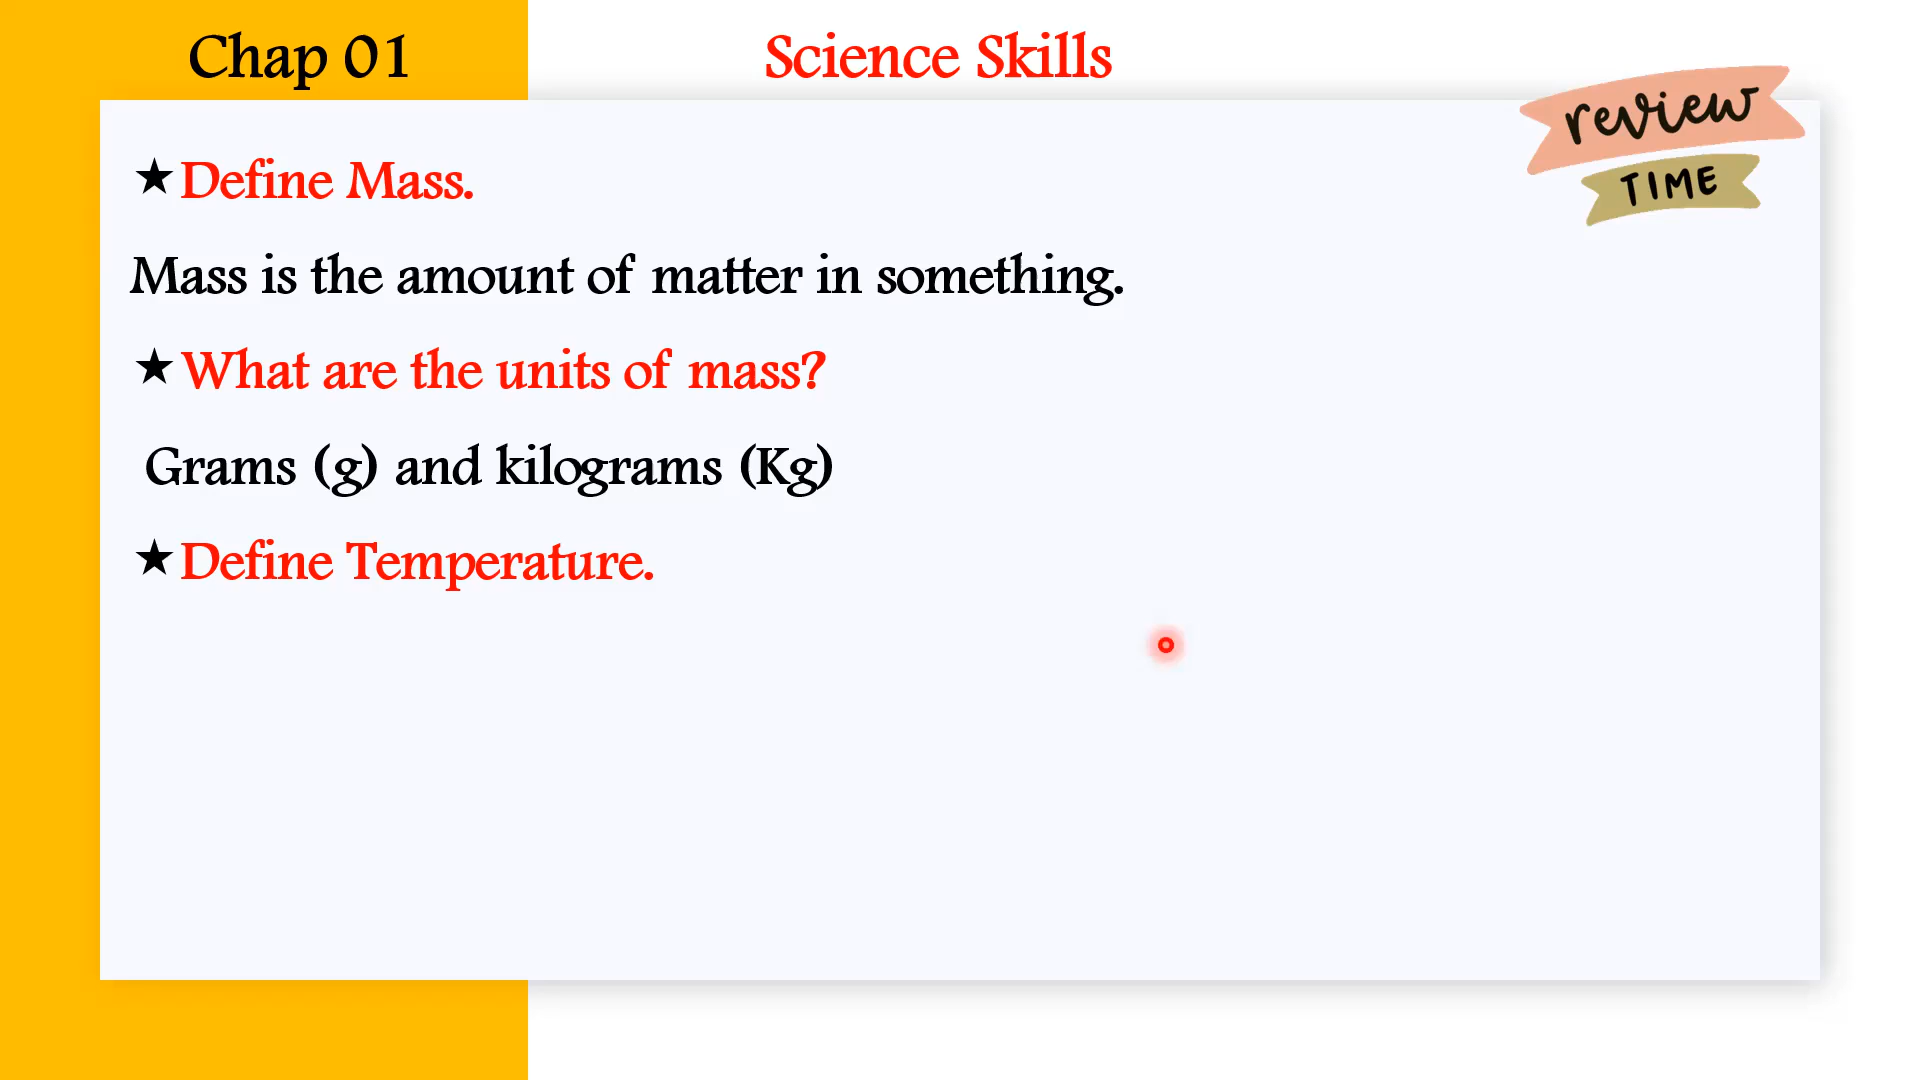 Chap 01
Science Skills
review
TIME
★Define Mass.
Mass is the amount of matter in something.
★What are the units of mass?
Grams (g) and kilograms (Kg)
★Define Temperature.